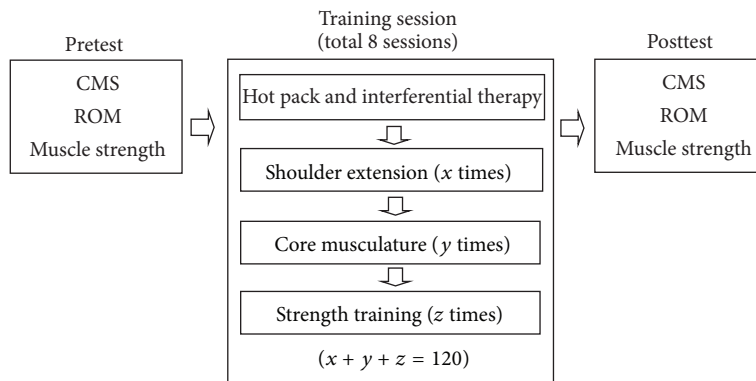 Pretest
CMS
ROM
Muscle strength
Training session
(total 8 sessions)
Hot pack and interferential therapy
Shoulder extension (x times)
Core musculature (y times)
Strength training (z times)
(x + y + z = 120)
Posttest
CMS
ROM
Muscle strength